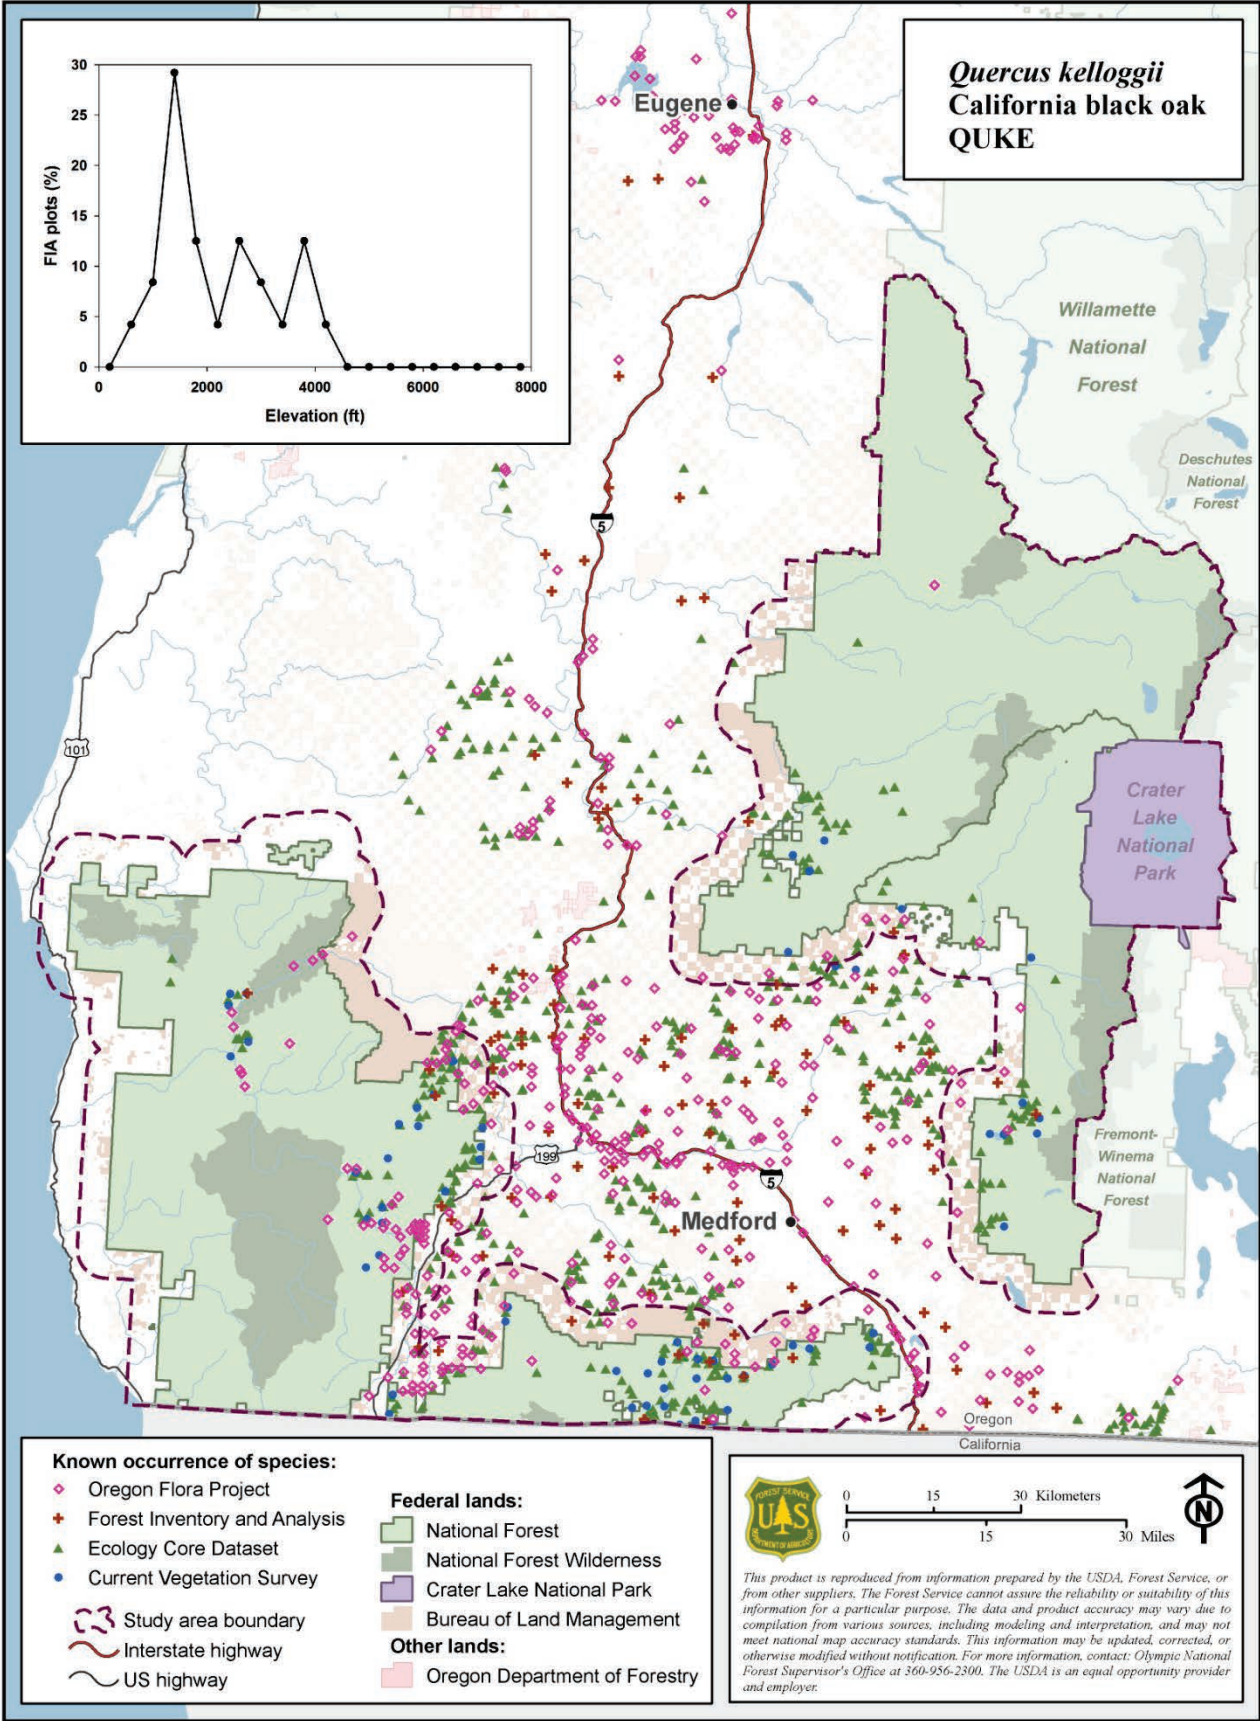 Quercus kelloggii
California black oak
QUKE
30
25
20
15
10
5
0
FIA plots (%)
0 2000 4000 6000 8000
Elevation (ft)
Eugene
Willamette
National
Forest
Deschutes
National
Forest
5
101
Crater
Lake
National
Park
Fremont-
Winema
National
Forest
199
5
Medford
Oregon
California
Known occurrence of species:
Oregon Flora Project
Forest Inventory and Analysis
Ecology Core Dataset
Current Vegetation Survey
Study area boundary
Interstate highway
US highway
Federal lands:
National Forest
National Forest Wilderness
Crater Lake National Park
Bureau of Land Management
Other lands:
Oregon Department of Forestry
FOREST SERVICE
U S
DEPARTMENT OF AGRICULTURE
0 15 30 Kilometers
0 15 30 Miles
N
This product is reproduced from information prepared by the USDA, Forest Service, or
from other suppliers. The Forest Service cannot assure the reliability or suitability of this
information for a particular purpose. The data and product accuracy may vary due to
compilation from various sources, including modeling and interpretation, and may not
meet national map accuracy standards. This information may be updated, corrected, or
otherwise modified without notification. For more information, contact: Olympic National
Forest Supervisor's Office at 360-956-2300. The USDA is an equal opportunity provider
and employer.